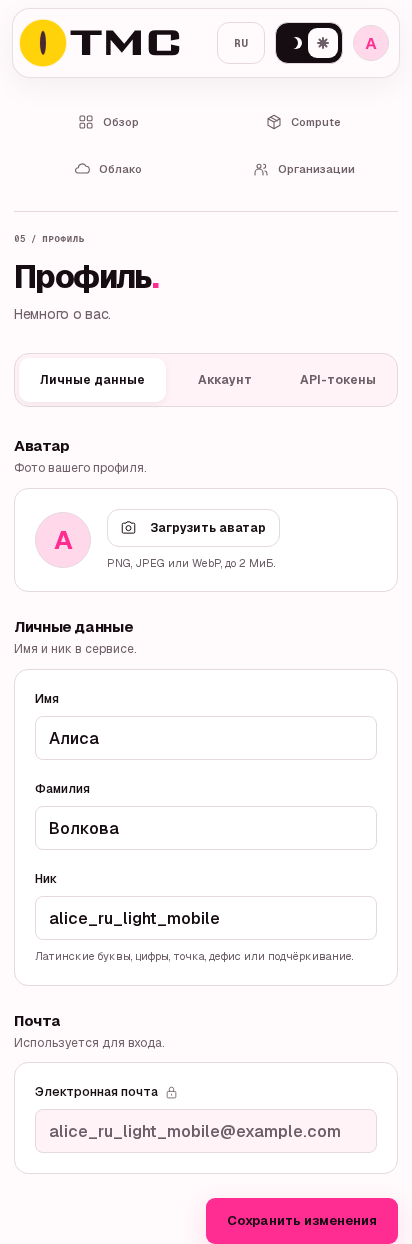 TMC
RU
A
Обзор
Compute
Облако
Организации
05 / ПРОФИЛЬ
Профиль.
Немного о вас.
Личные данные
Аккаунт
API-токены
Аватар
Фото вашего профиля.
A
Загрузить аватар
PNG, JPEG или WebP, до 2 МиБ.
Личные данные
Имя и ник в сервисе.
Имя
Алиса
Фамилия
Волкова
Ник
alice_ru_light_mobile
Латинские буквы, цифры, точка, дефис или подчёркивание.
Почта
Используется для входа.
Электронная почта
alice_ru_light_mobile@example.com
Сохранить изменения